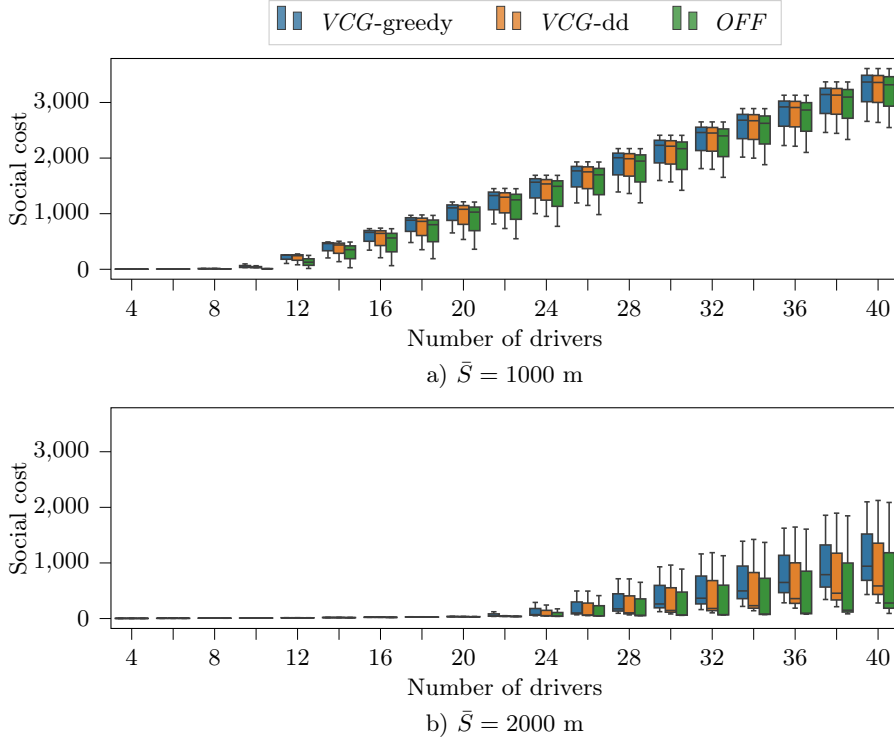 VCG-greedy VCG-dd OFF
3,000
2,000
1,000
0
Social cost
4 8 12 16 20 24 28 32 36 40
Number of drivers
a) S̄ = 1000 m
3,000
2,000
1,000
0
Social cost
4 8 12 16 20 24 28 32 36 40
Number of drivers
b) S̄ = 2000 m